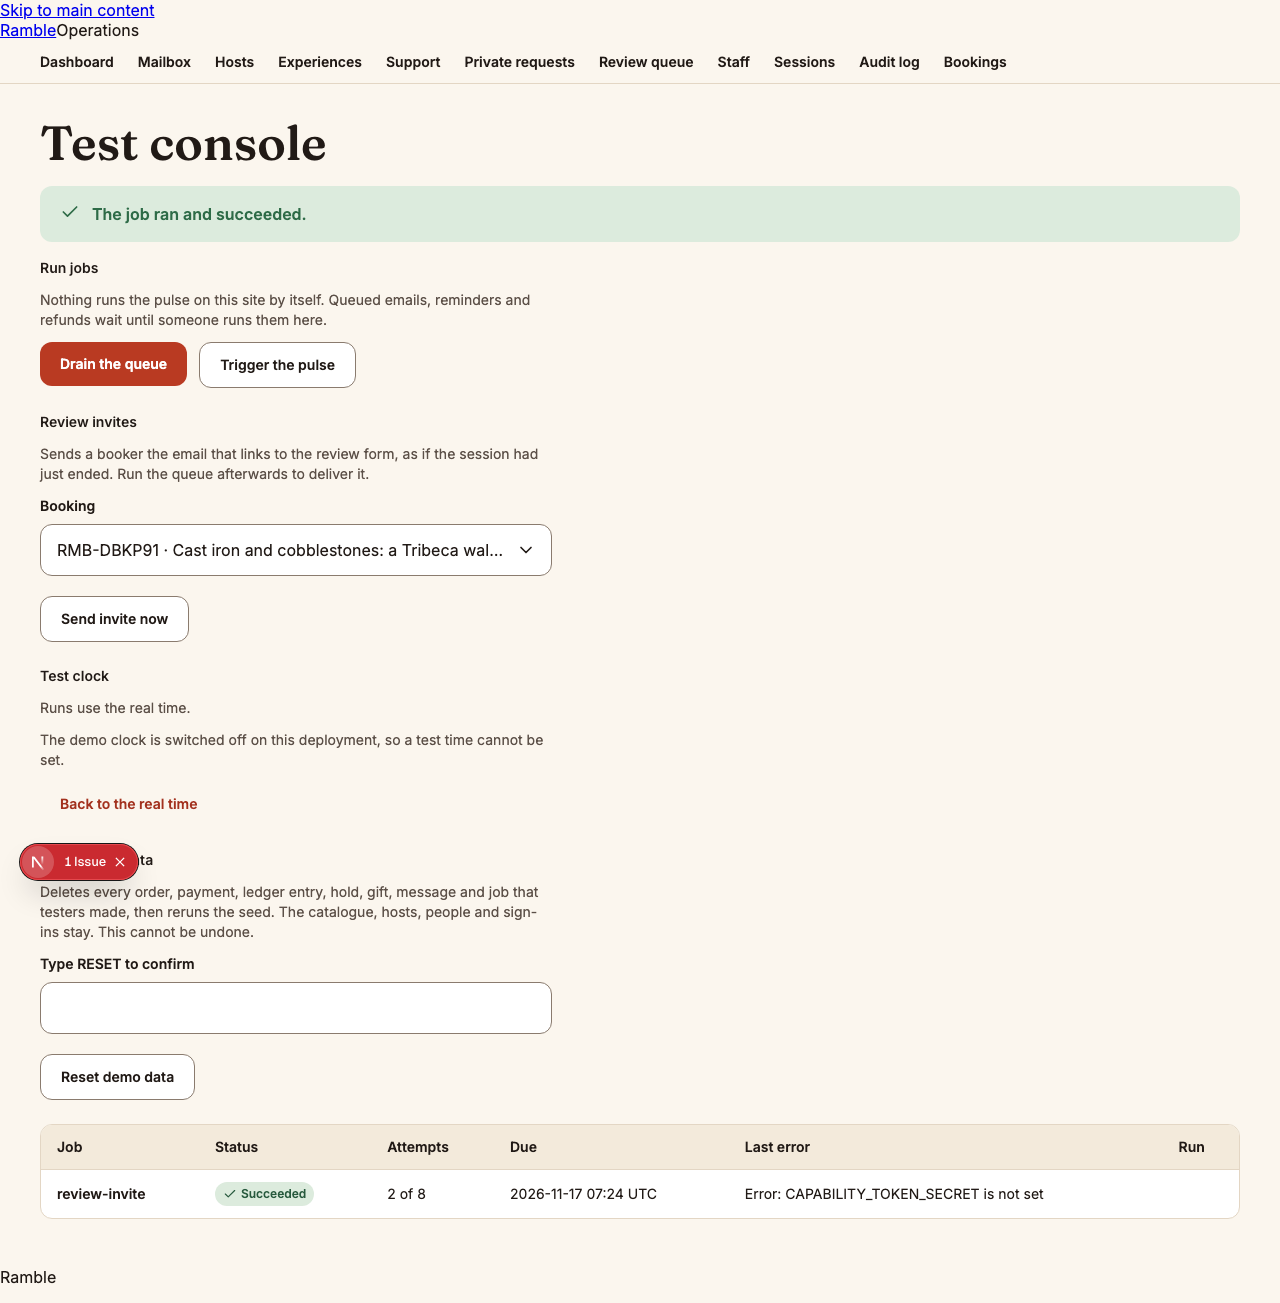 Skip to main content
RambleOperations
Dashboard Mailbox Hosts Experiences Support Private requests Review queue Staff Sessions Audit log Bookings
Test console
The job ran and succeeded.
Run jobs
Nothing runs the pulse on this site by itself. Queued emails, reminders and
refunds wait until someone runs them here.
Drain the queue Trigger the pulse
Review invites
Sends a booker the email that links to the review form, as if the session had
just ended. Run the queue afterwards to deliver it.
Booking
RMB-DBKP91 · Cast iron and cobblestones: a Tribeca wal...
Send invite now
Test clock
Runs use the real time.
The demo clock is switched off on this deployment, so a test time cannot be
set.
Back to the real time
N 1 Issue ta
Deletes every order, payment, ledger entry, hold, gift, message and job that
testers made, then reruns the seed. The catalogue, hosts, people and sign-
ins stay. This cannot be undone.
Type RESET to confirm
Reset demo data
Job Status Attempts Due Last error Run
review-invite Succeeded 2 of 8 2026-11-17 07:24 UTC Error: CAPABILITY_TOKEN_SECRET is not set
Ramble